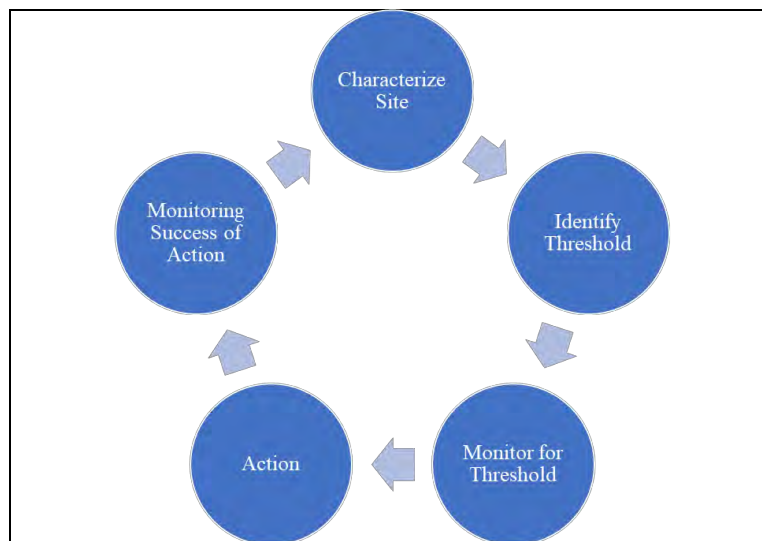 Characterize
Site
Identify
Threshold
Monitor for
Threshold
Action
Monitoring
Success of
Action